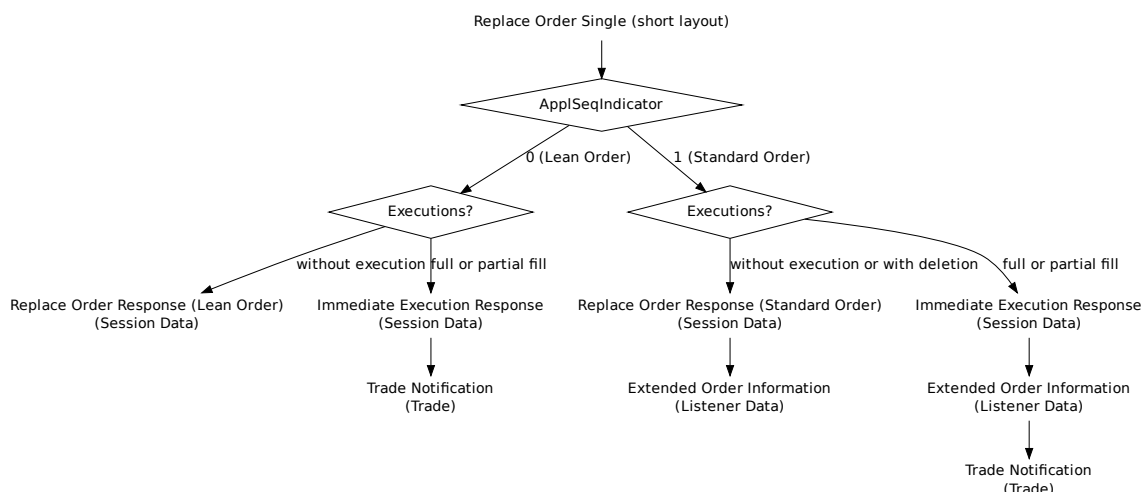 Replace Order Single (short layout)
ApplSeqIndicator
0 (Lean Order)
1 (Standard Order)
Executions?
Executions?
without execution
full or partial fill
without execution or with deletion
full or partial fill
Replace Order Response (Lean Order)
(Session Data)
Immediate Execution Response
(Session Data)
Replace Order Response (Standard Order)
(Session Data)
Immediate Execution Response
(Session Data)
Trade Notification
(Trade)
Extended Order Information
(Listener Data)
Extended Order Information
(Listener Data)
Trade Notification
(Trade)